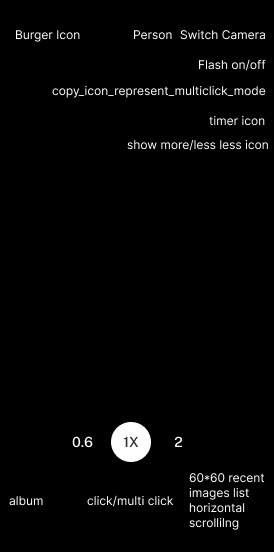 Burger Icon Person Switch Camera
Flash on/off
copy_icon_represent_multiclick_mode
timer icon
show more/less less icon
0.6 1X 2
album
click/multi click
60*60 recent
images list
horizontal
scrollilng